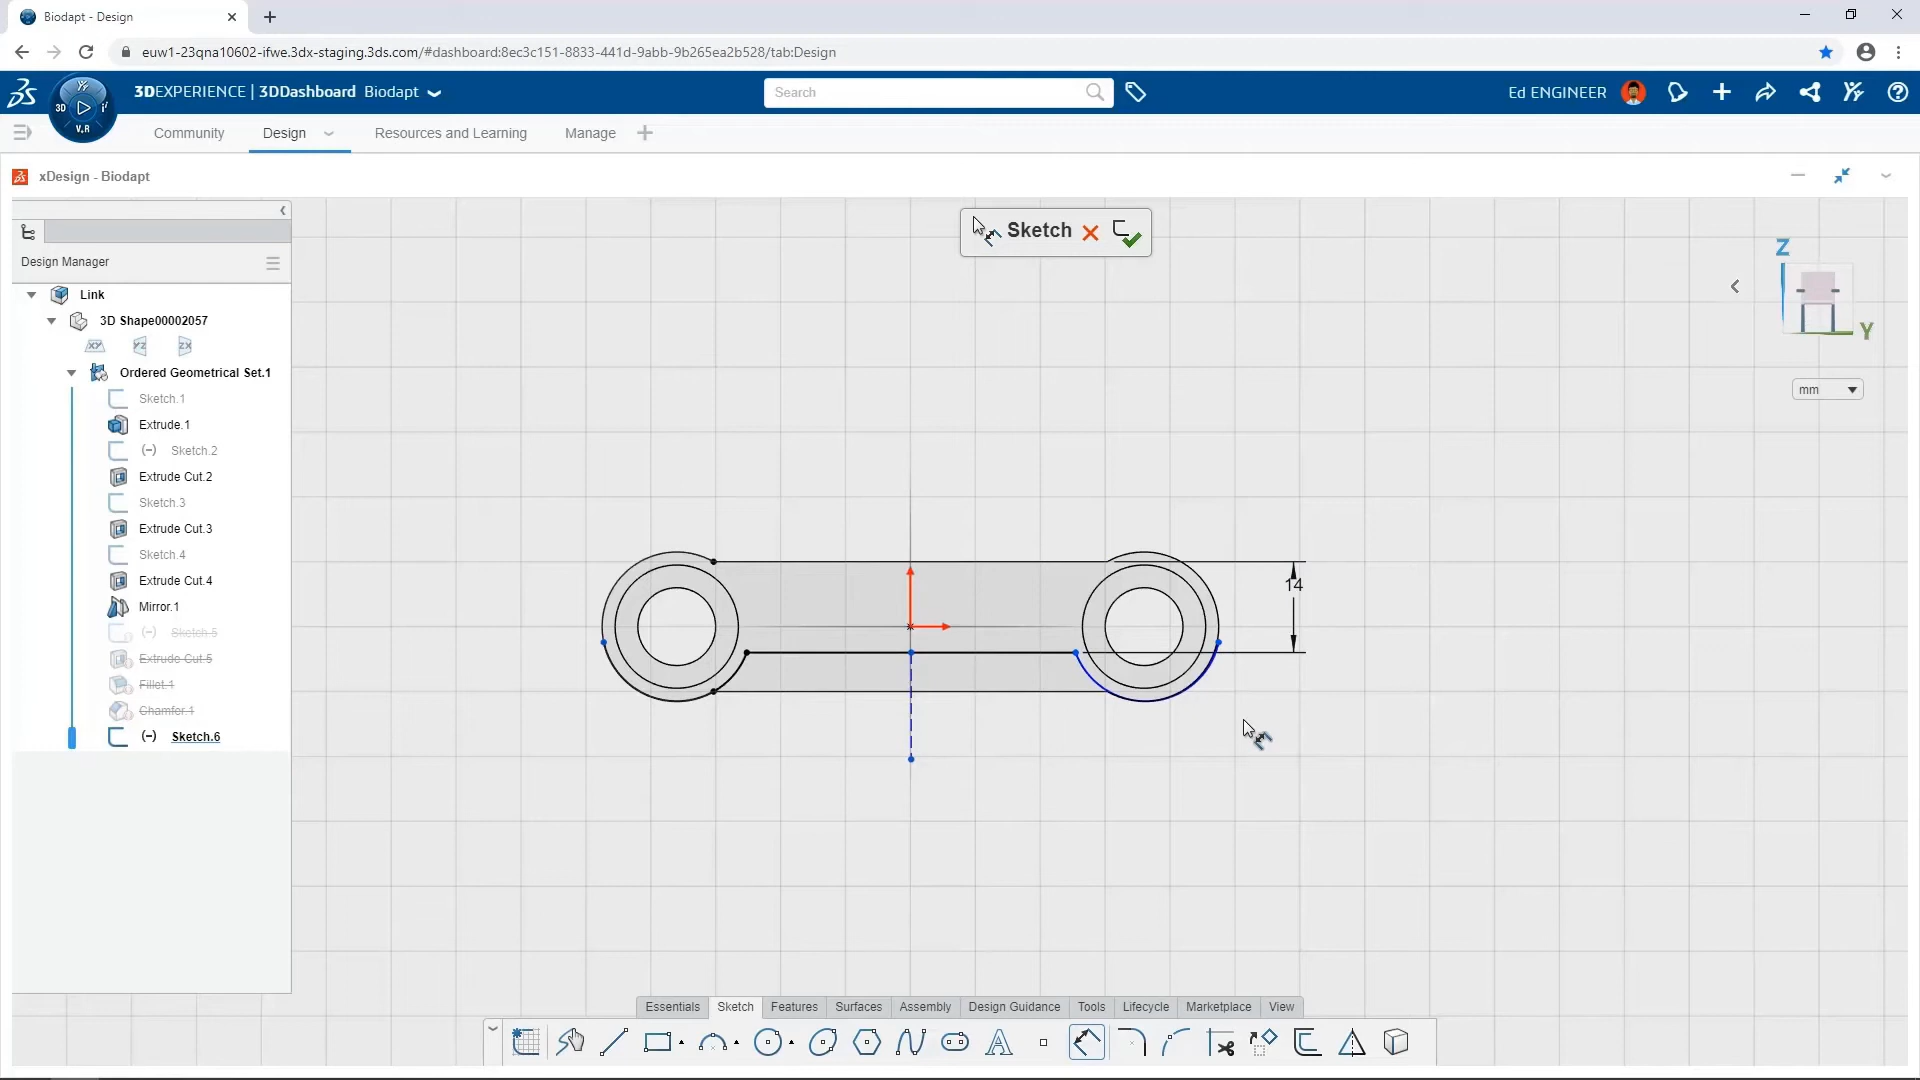 Biodapt - Design
euw1-23qna10602-ifwe.3dx-staging.3ds.com/#dashboard:8ec3c151-8833-441d-9abb-9b265ea2b528/tab:Design
3D V.R
3DEXPERIENCE | 3DDashboard Biodapt
Search
Ed ENGINEER
Community Design Resources and Learning Manage
xDesign - Biodapt
Sketch
Design Manager
Link
3D Shape00002057
XY YZ ZX
Ordered Geometrical Set.1
Sketch.1
Extrude.1
(-) Sketch.2
Extrude Cut.2
Sketch.3
Extrude Cut.3
Sketch.4
Extrude Cut.4
Mirror.1
(-) Sketch.5
Extrude Cut.5
Fillet.1
Chamfer.1
(-) Sketch.6
Z
Y
mm
14
Essentials Sketch Features Surfaces Assembly Design Guidance Tools Lifecycle Marketplace View